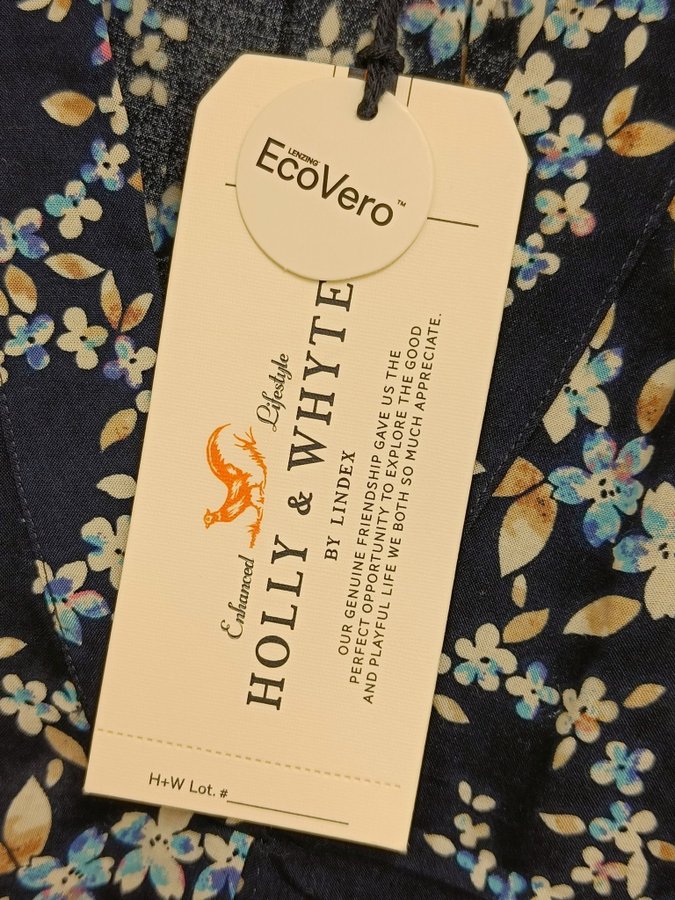 LENZING
EcoVero™
Enhanced Lifestyle
HOLLY & WHYTE
BY LINDEX
OUR GENUINE FRIENDSHIP GAVE US THE
PERFECT OPPORTUNITY TO EXPLORE THE GOOD
AND PLAYFUL LIFE WE BOTH SO MUCH APPRECIATE.
H+W Lot. #